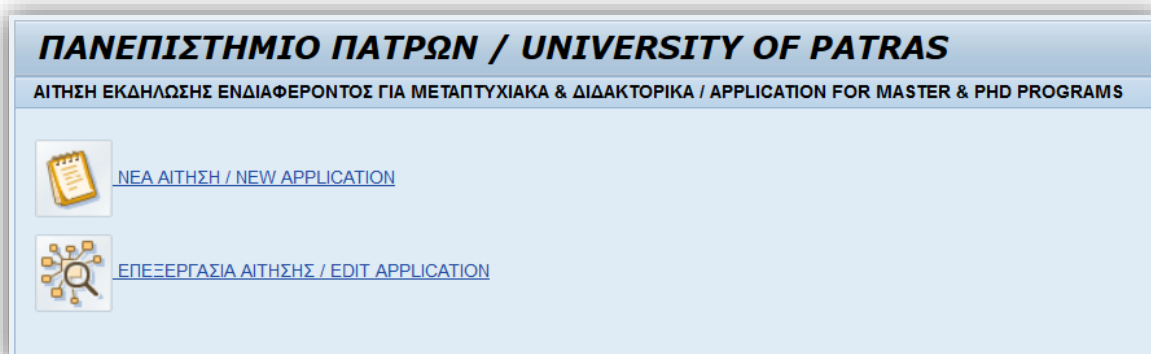 ΠΑΝΕΠΙΣΤΗΜΙΟ ΠΑΤΡΩΝ / UNIVERSITY OF PATRAS
ΑΙΤΗΣΗ ΕΚΔΗΛΩΣΗΣ ΕΝΔΙΑΦΕΡΟΝΤΟΣ ΓΙΑ ΜΕΤΑΠΤΥΧΙΑΚΑ & ΔΙΔΑΚΤΟΡΙΚΑ / APPLICATION FOR MASTER & PHD PROGRAMS
ΝΕΑ ΑΙΤΗΣΗ / NEW APPLICATION
ΕΠΕΞΕΡΓΑΣΙΑ ΑΙΤΗΣΗΣ / EDIT APPLICATION